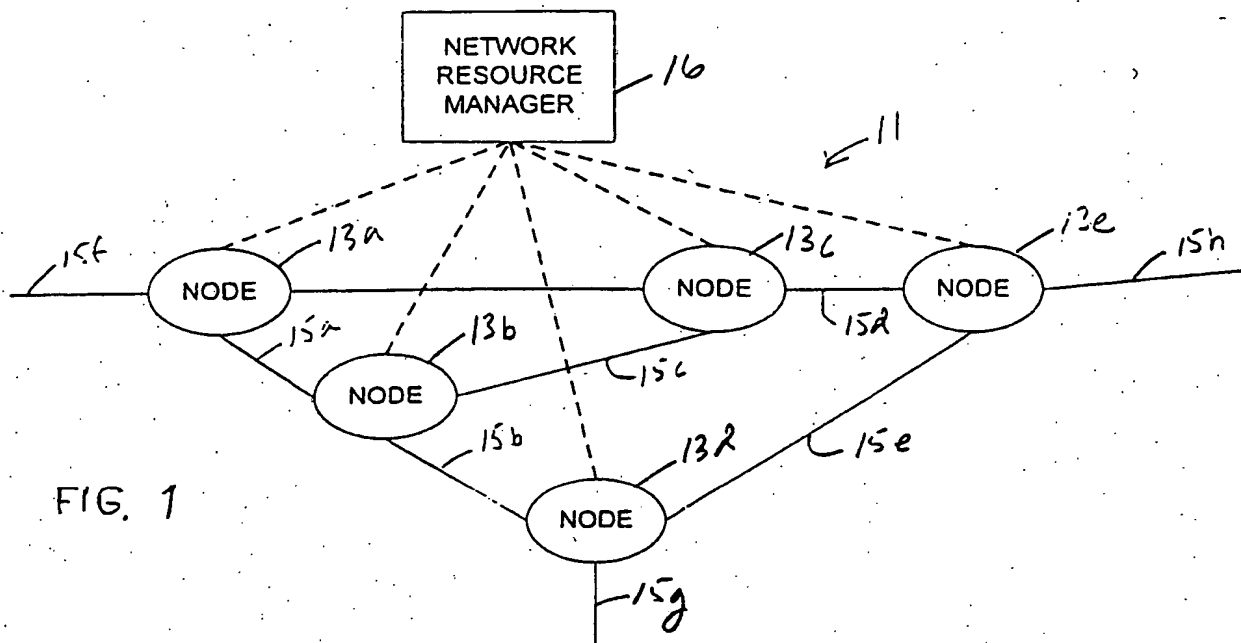 NETWORK
RESOURCE
MANAGER
16
11
15f
13a
13c
13e
15h
NODE
NODE
NODE
15a
13b
15d
NODE
15c
15b
13d
15e
FIG. 1
NODE
15g